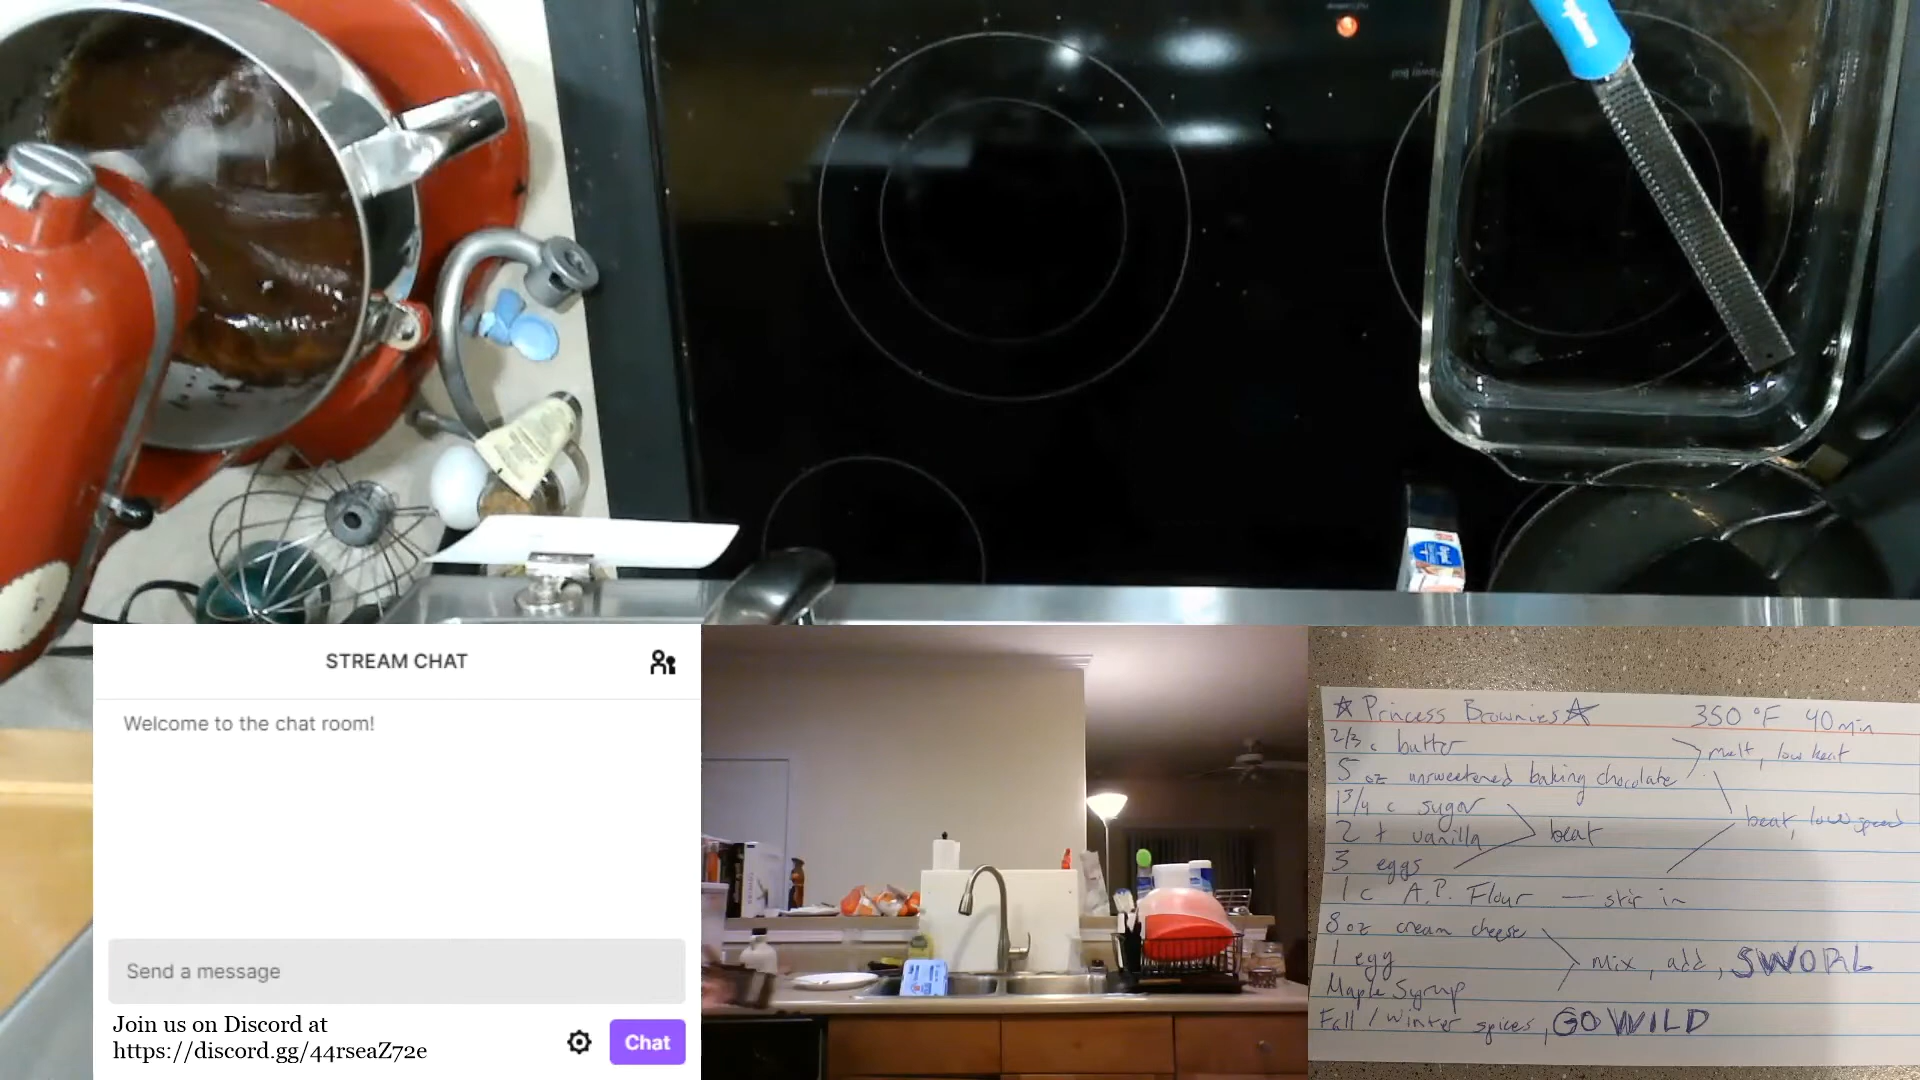 STREAM CHAT
Welcome to the chat room!
Send a message
Join us on Discord at
https://discord.gg/44rseaZ72e
Chat
☆ Princess Brownies ☆ 350 °F 40 min
2/3 c butter
melt, low heat
5 oz unsweetened baking chocolate
1 3/4 c sugar
beat, low speed
2 t vanilla
beat
3 eggs
1 c A.P. Flour — stir in
8 oz cream cheese
1 egg
mix, add, SWORL
Maple Syrup
Fall / Winter spices, GO WILD